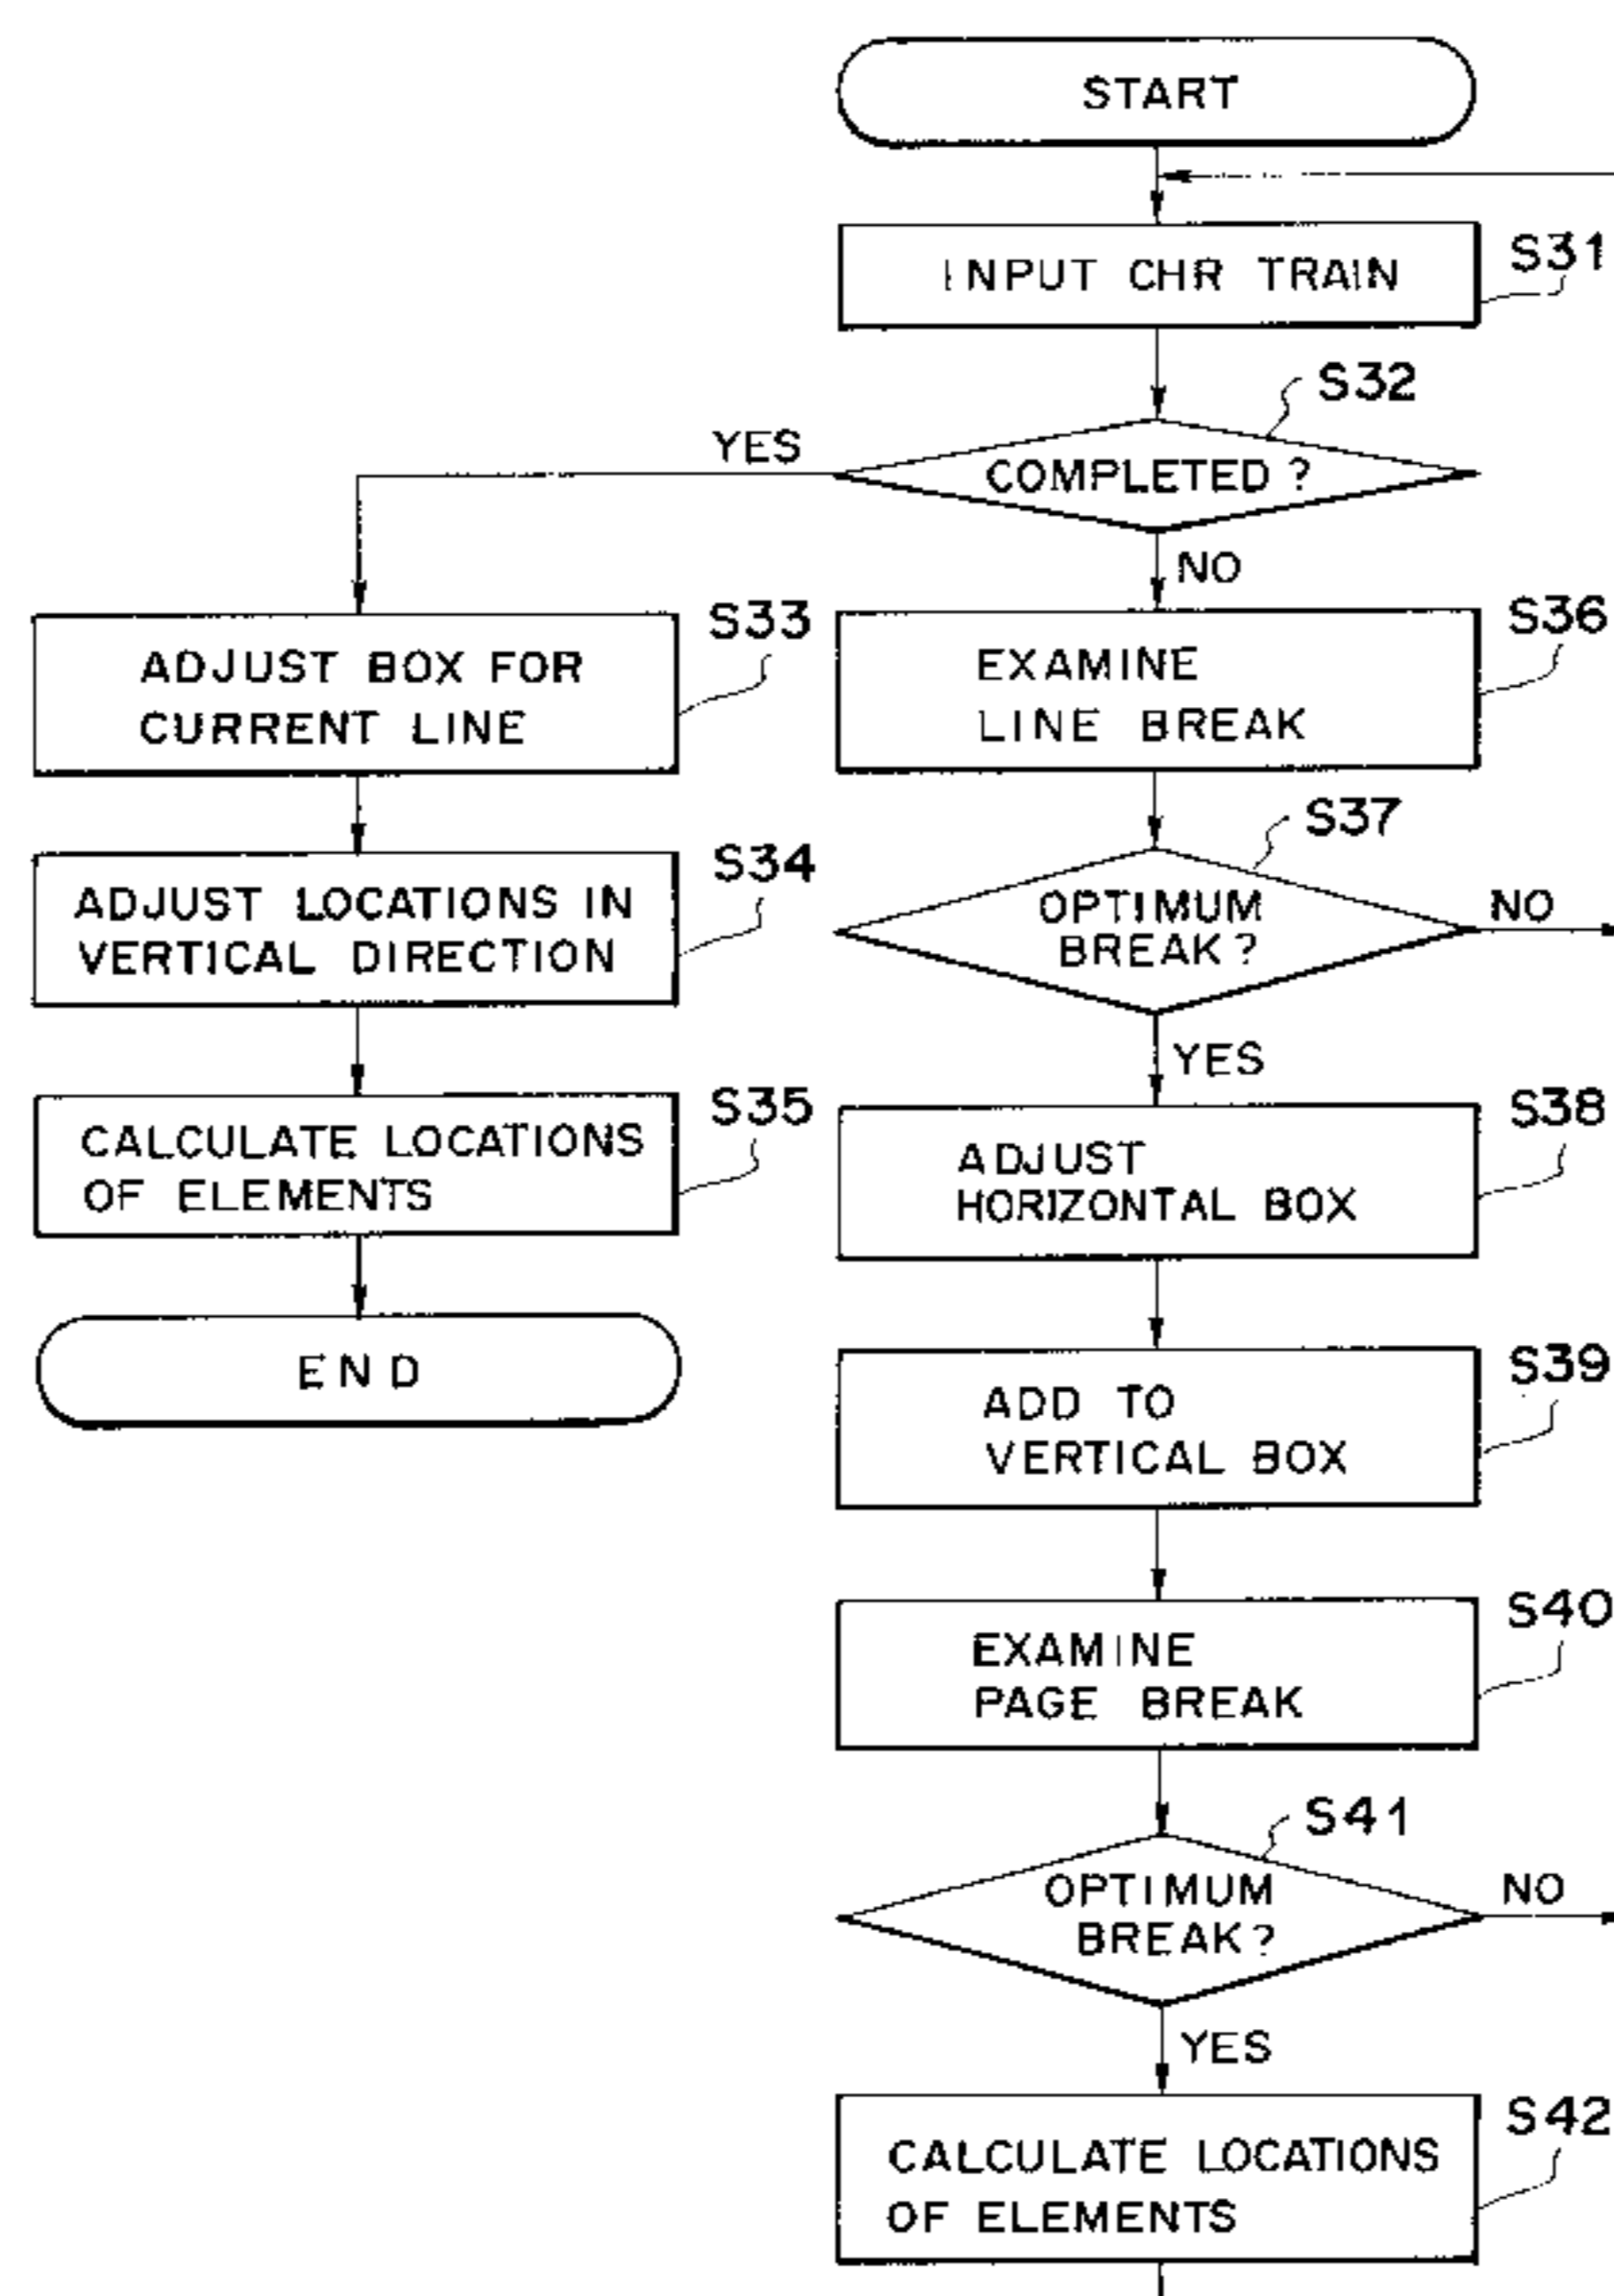 START
INPUT CHR TRAIN
S31
S32
COMPLETED?
YES
NO
S33
ADJUST BOX FOR
CURRENT LINE
S34
ADJUST LOCATIONS IN
VERTICAL DIRECTION
S35
CALCULATE LOCATIONS
OF ELEMENTS
END
S36
EXAMINE
LINE BREAK
S37
OPTIMUM
BREAK?
NO
YES
S38
ADJUST
HORIZONTAL BOX
S39
ADD TO
VERTICAL BOX
S40
EXAMINE
PAGE BREAK
S41
OPTIMUM
BREAK?
NO
YES
S42
CALCULATE LOCATIONS
OF ELEMENTS